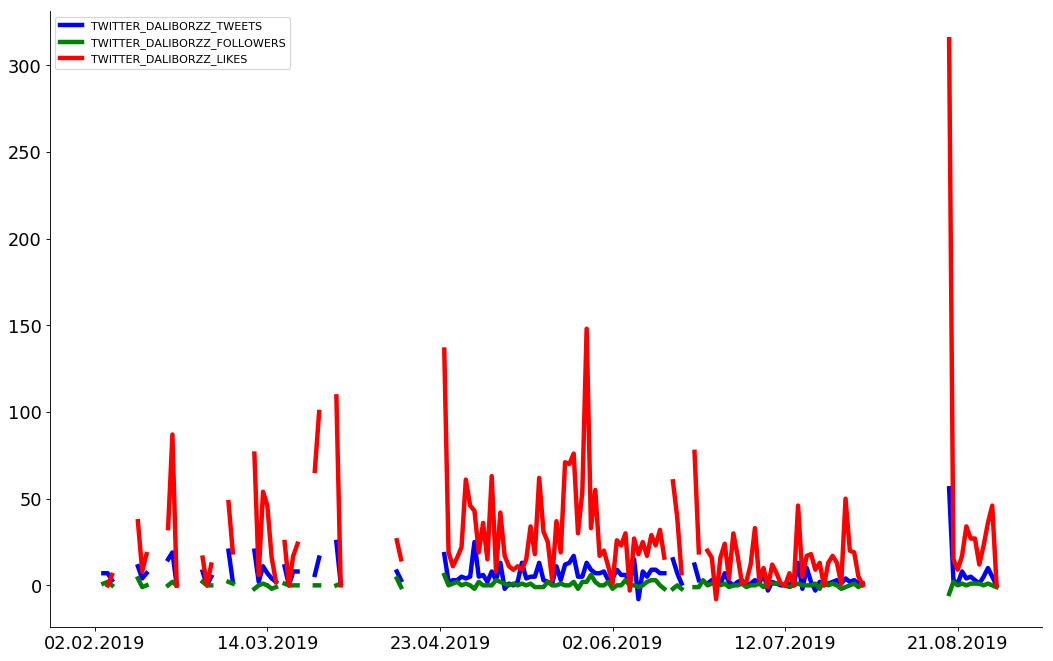 TWITTER_DALIBORZZ_TWEETS
TWITTER_DALIBORZZ_FOLLOWERS
TWITTER_DALIBORZZ_LIKES
300
250
200
150
100
50
0
02.02.2019 14.03.2019 23.04.2019 02.06.2019 12.07.2019 21.08.2019